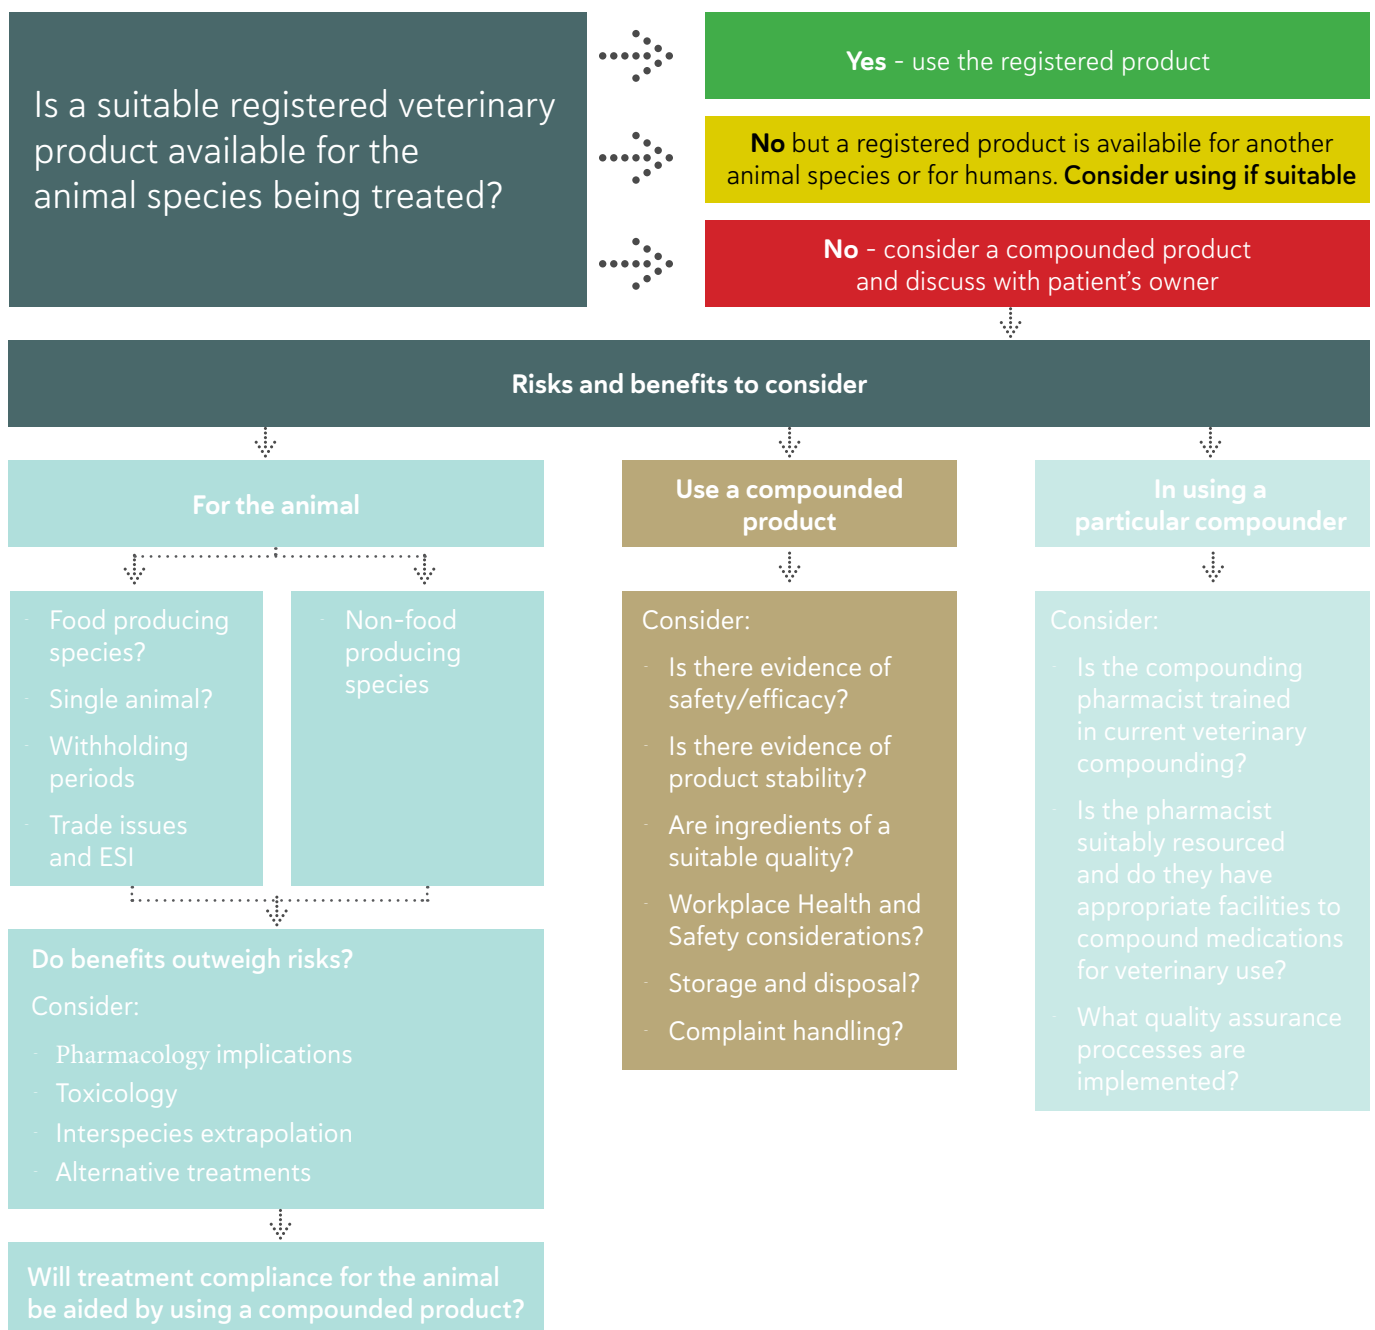 Is a suitable registered veterinary
product available for the
animal species being treated?
Yes - use the registered product
No but a registered product is availabile for another
animal species or for humans. Consider using if suitable
No - consider a compounded product
and discuss with patient's owner
Risks and benefits to consider
For the animal
- Food producing
species?
- Single animal?
- Withholding
periods
- Trade issues
and ESI
- Non-food
producing
species
Do benefits outweigh risks?
Consider:
- Pharmacology implications
- Toxicology
- Interspecies extrapolation
- Alternative treatments
Will treatment compliance for the animal
be aided by using a compounded product?
Use a compounded
product
Consider:
- Is there evidence of
safety/efficacy?
- Is there evidence of
product stability?
- Are ingredients of a
suitable quality?
- Workplace Health and
Safety considerations?
- Storage and disposal?
- Complaint handling?
In using a
particular compounder
Consider:
- Is the compounding
pharmacist trained
in current veterinary
compounding?
- Is the pharmacist
suitably resourced
and do they have
appropriate facilities to
compound medications
for veterinary use?
- What quality assurance
proccesses are
implemented?